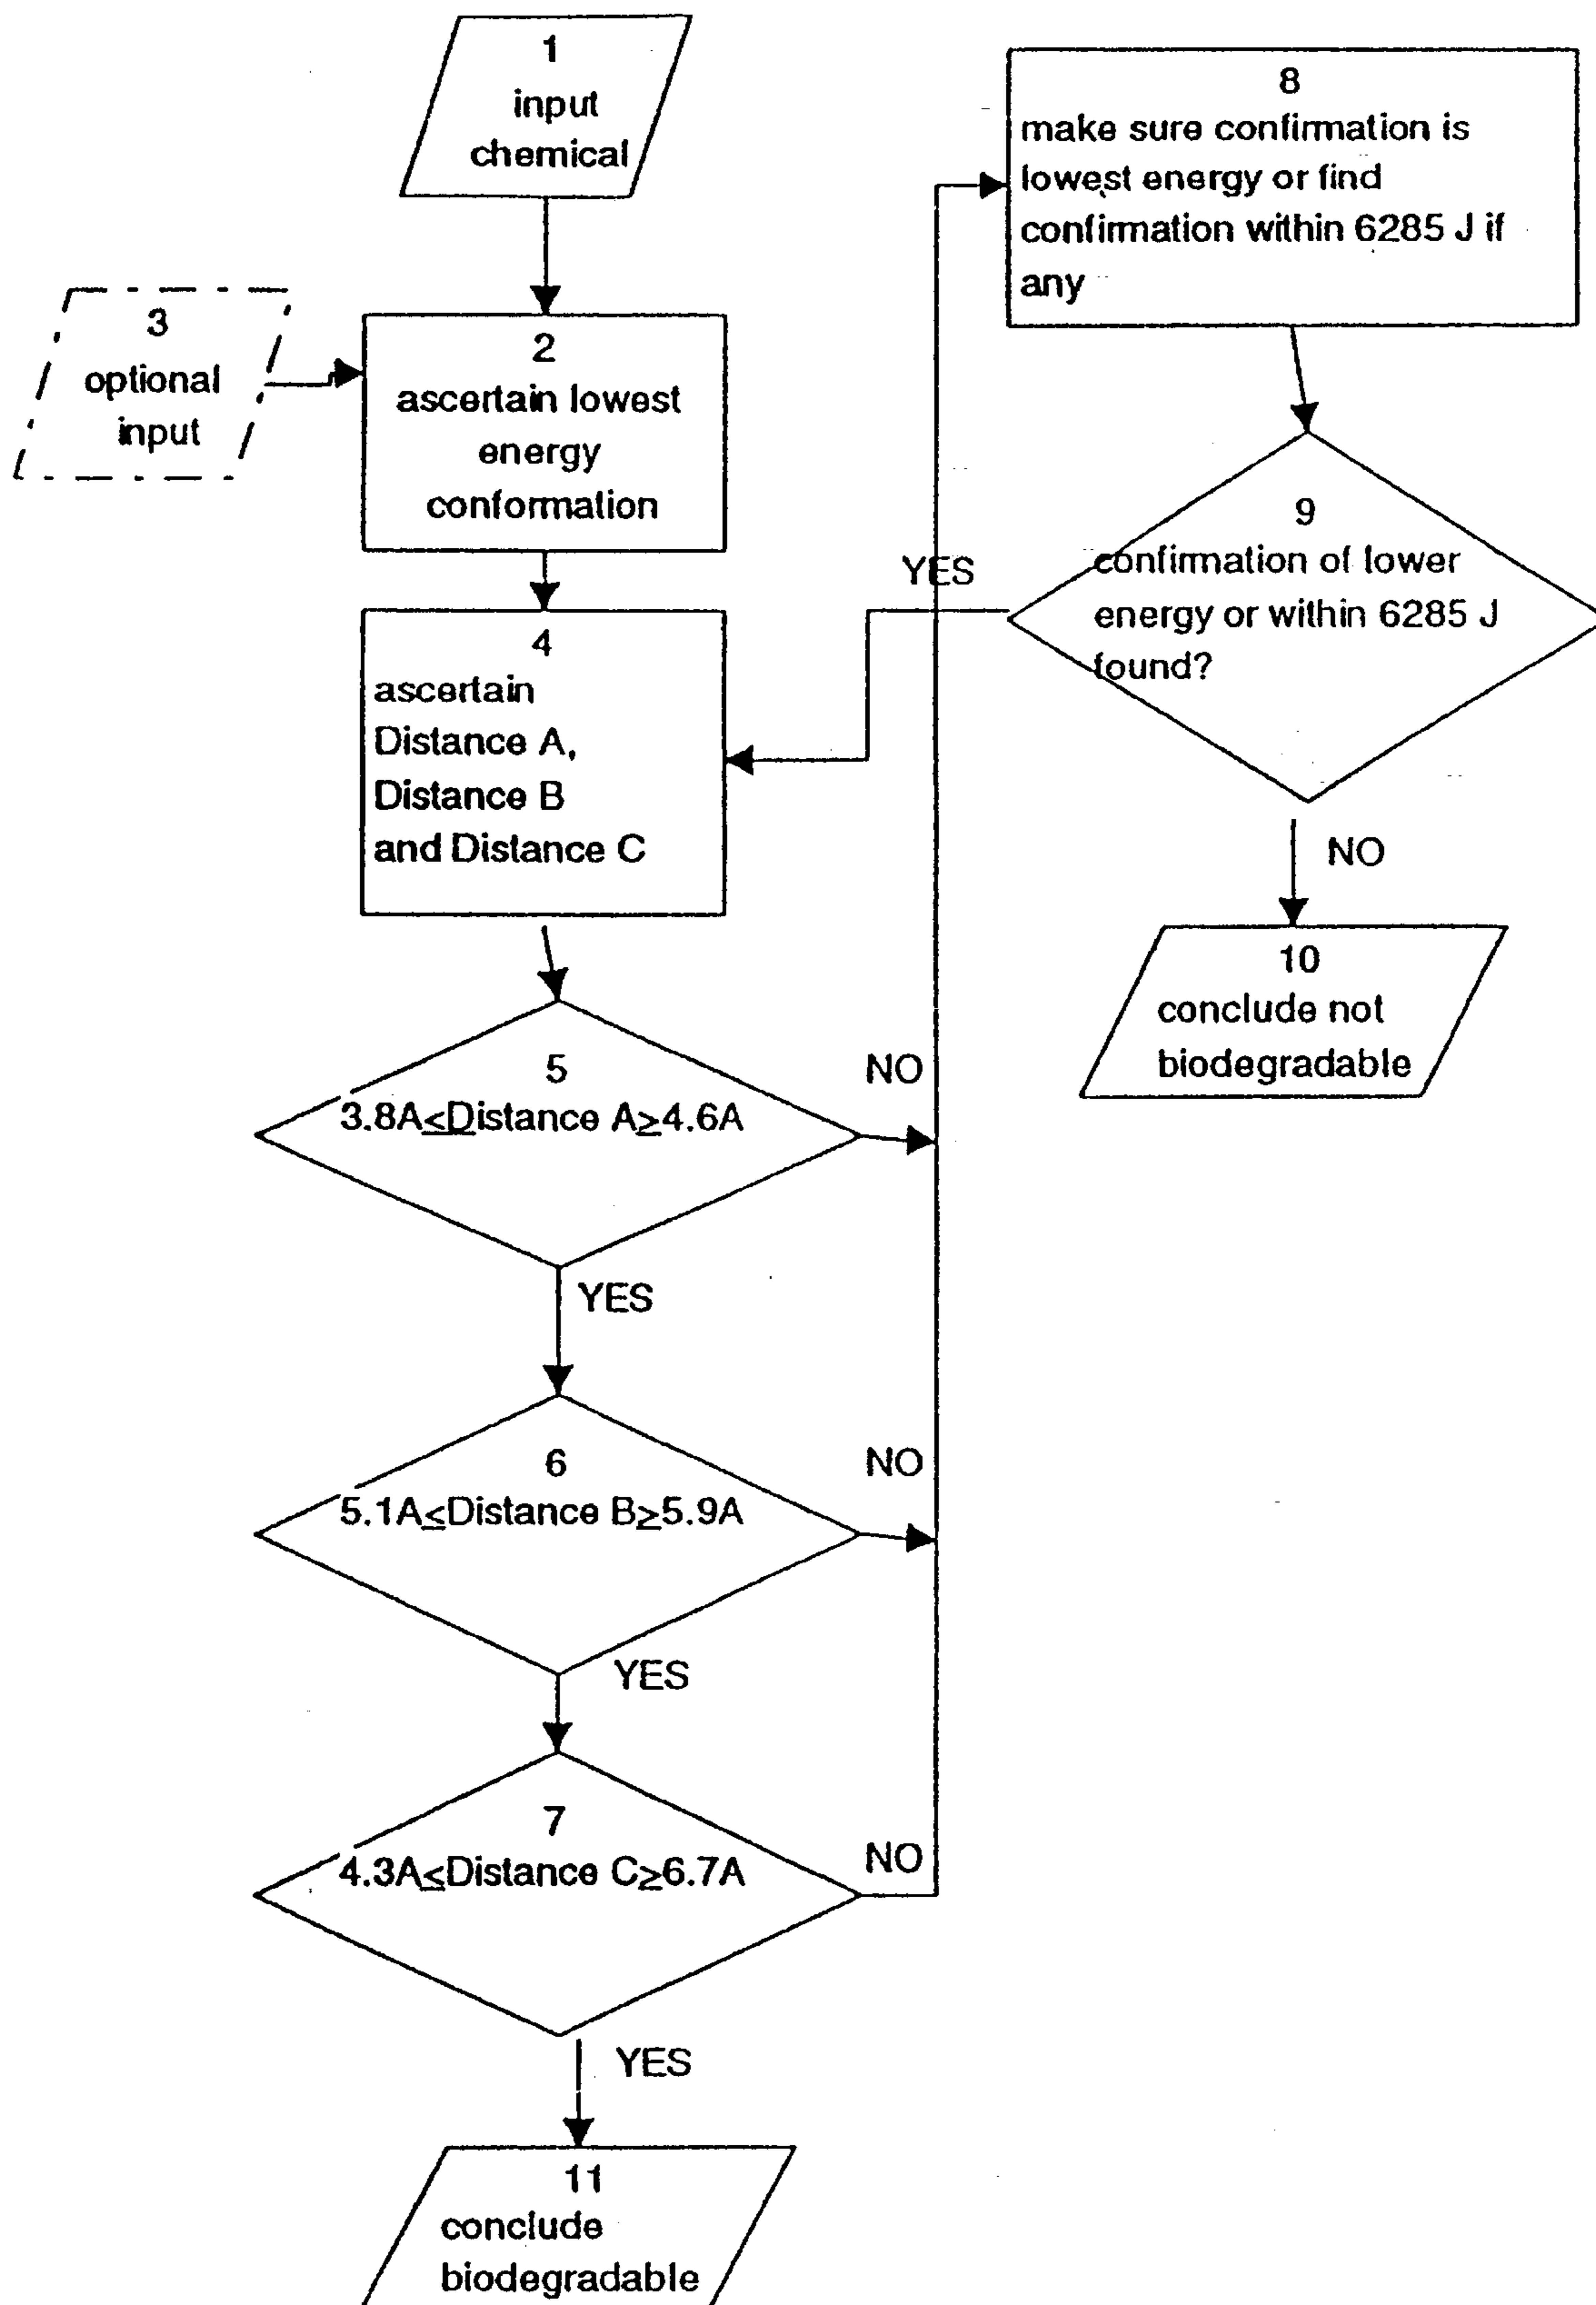 1
input
chemical
3
optional
input
2
ascertain lowest
energy
conformation
4
ascertain
Distance A,
Distance B
and Distance C
5
3.8A≤Distance A≥4.6A
NO
YES
6
5.1A≤Distance B≥5.9A
NO
YES
7
4.3A≤Distance C≥6.7A
NO
YES
11
conclude
biodegradable
8
make sure confirmation is
lowest energy or find
confirmation within 6285 J if
any
9
confirmation of lower
energy or within 6285 J
found?
YES
NO
10
conclude not
biodegradable